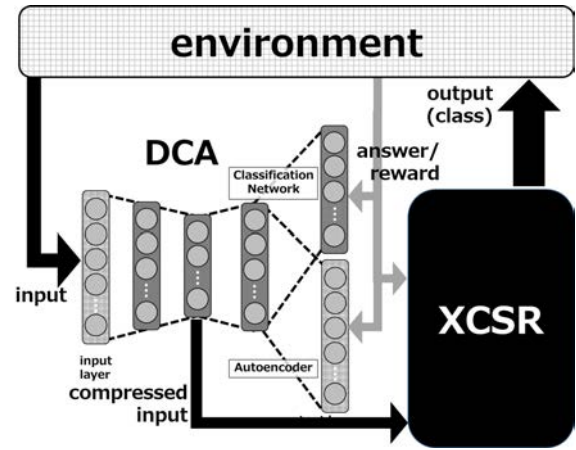 environment
output
(class)
DCA
Classification
Network
answer/
reward
input
XCSR
input
layer
Autoencoder
compressed
input